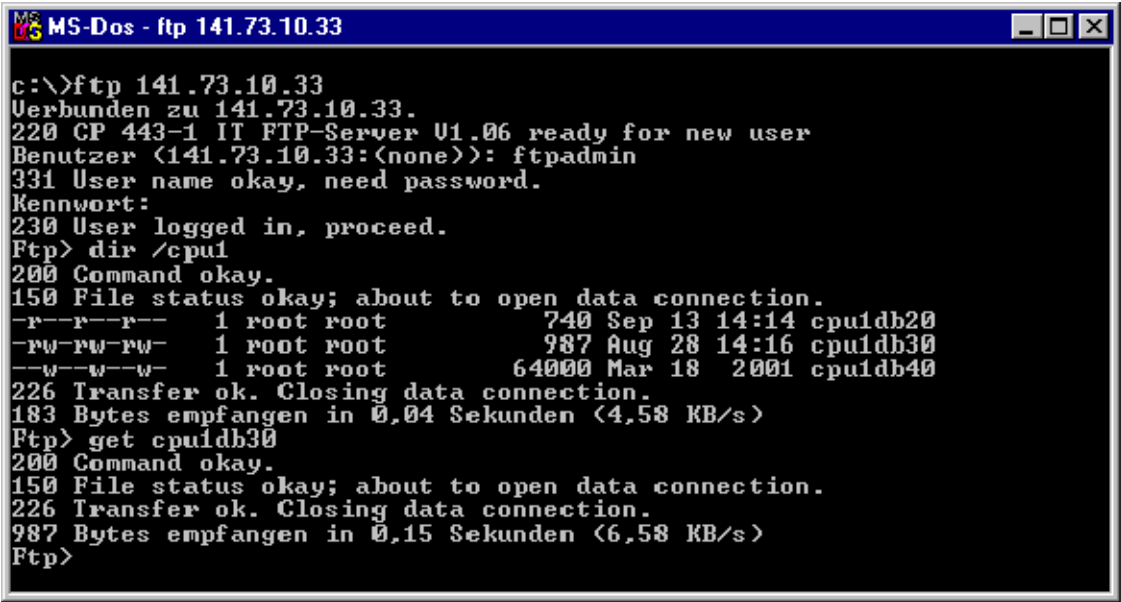 MS-Dos - ftp 141.73.10.33
c:\>ftp 141.73.10.33
Verbunden zu 141.73.10.33.
220 CP 443-1 IT FTP-Server V1.06 ready for new user
Benutzer (141.73.10.33:(none)): ftpadmin
331 User name okay, need password.
Kennwort:
230 User logged in, proceed.
Ftp> dir /cpu1
200 Command okay.
150 File status okay; about to open data connection.
-r--r--r--   1 root root          740 Sep 13 14:14 cpu1db20
-rw-rw-rw-   1 root root          987 Aug 28 14:16 cpu1db30
--w--w--w-   1 root root        64000 Mar 18  2001 cpu1db40
226 Transfer ok. Closing data connection.
183 Bytes empfangen in 0,04 Sekunden (4,58 KB/s)
Ftp> get cpu1db30
200 Command okay.
150 File status okay; about to open data connection.
226 Transfer ok. Closing data connection.
987 Bytes empfangen in 0,15 Sekunden (6,58 KB/s)
Ftp>